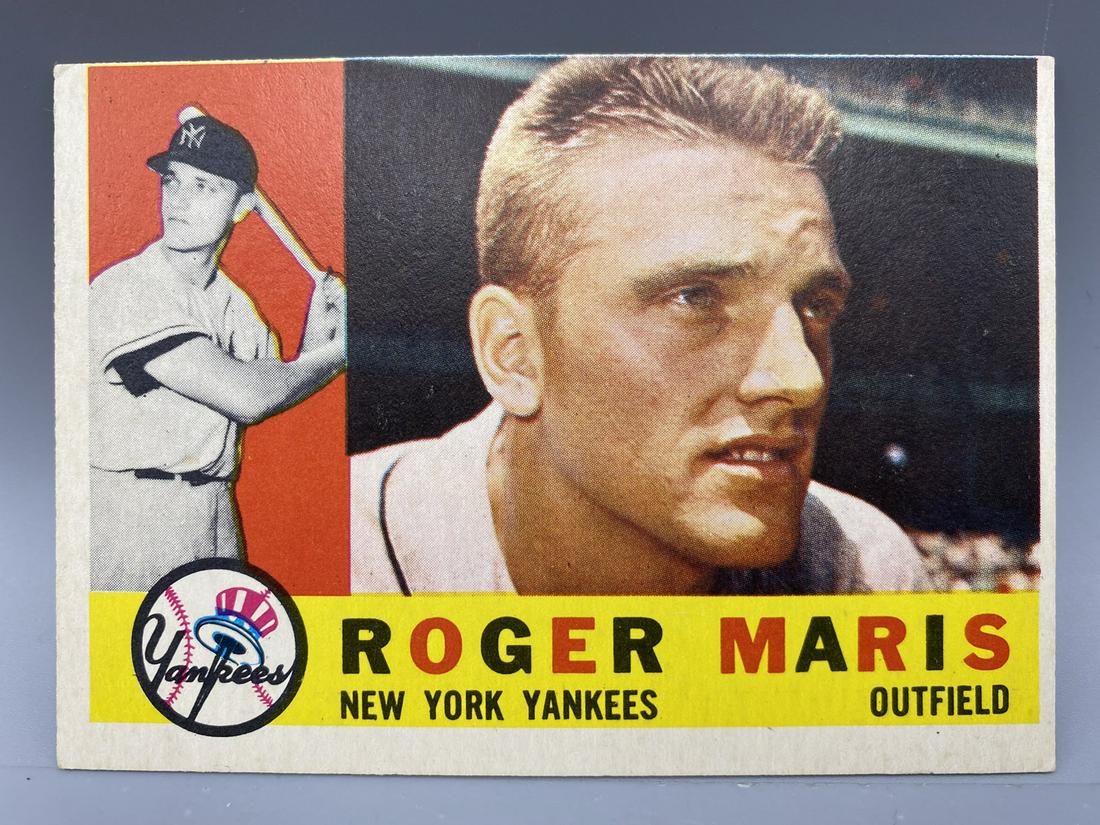 NY
Yankees
ROGER MARIS
NEW YORK YANKEES OUTFIELD